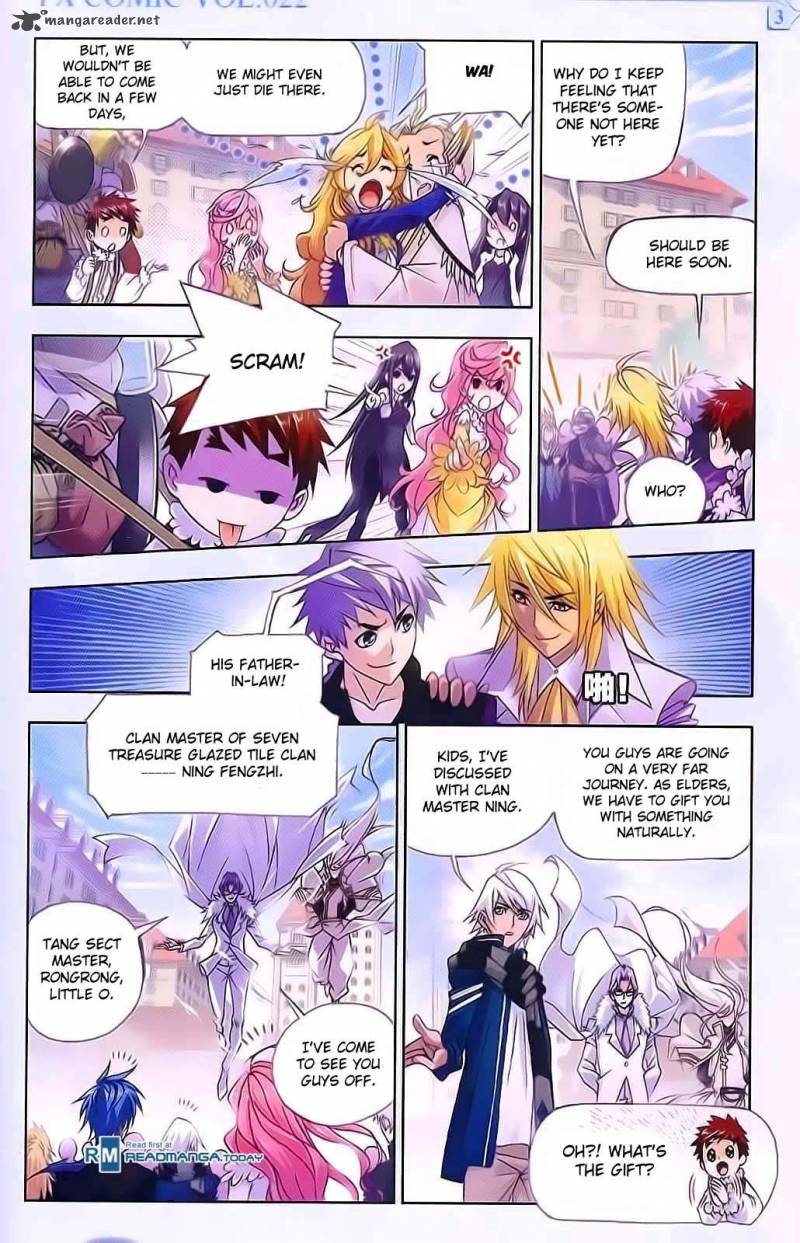 mangareader.net
FX COMIC VOL.022
3
BUT, WE
WOULDN'T BE
ABLE TO COME
BACK IN A FEW
DAYS,
WE MIGHT EVEN
JUST DIE THERE.
WA!
WHY DO I KEEP
FEELING THAT
THERE'S SOME-
ONE NOT HERE
YET?
SHOULD BE
HERE SOON.
SCRAM!
WHO?
HIS FATHER-
IN-LAW!
啪!
CLAN MASTER OF SEVEN
TREASURE GLAZED TILE CLAN
----- NING FENGZHI.
TANG SECT
MASTER,
RONGRONG,
LITTLE O.
I'VE COME
TO SEE YOU
GUYS OFF.
KIDS, I'VE
DISCUSSED
WITH CLAN
MASTER NING.
YOU GUYS ARE GOING
ON A VERY FAR
JOURNEY. AS ELDERS,
WE HAVE TO GIFT YOU
WITH SOMETHING
NATURALLY.
OH?! WHAT'S
THE GIFT?
RM
Read first at
READMANGA.TODAY